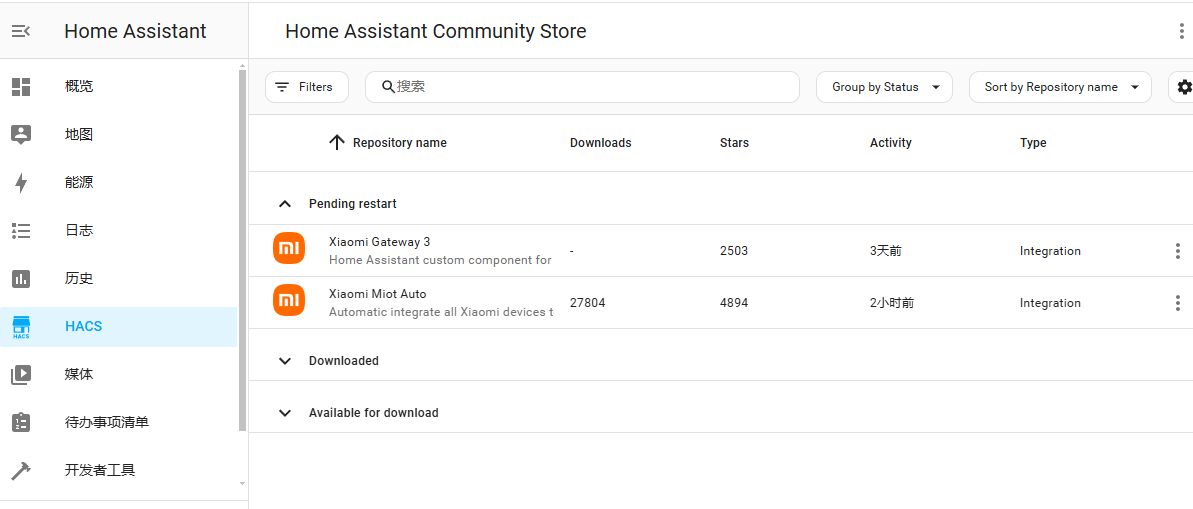 Home Assistant
概览
地图
能源
日志
历史
HACS
HACS
媒体
待办事项清单
开发者工具
Home Assistant Community Store
Filters
搜索
Group by Status
Sort by Repository name
Repository name Downloads Stars Activity Type
Pending restart
mi
Xiaomi Gateway 3
Home Assistant custom component for
- 2503 3天前 Integration
mi
Xiaomi Miot Auto
Automatic integrate all Xiaomi devices t
27804 4894 2小时前 Integration
Downloaded
Available for download